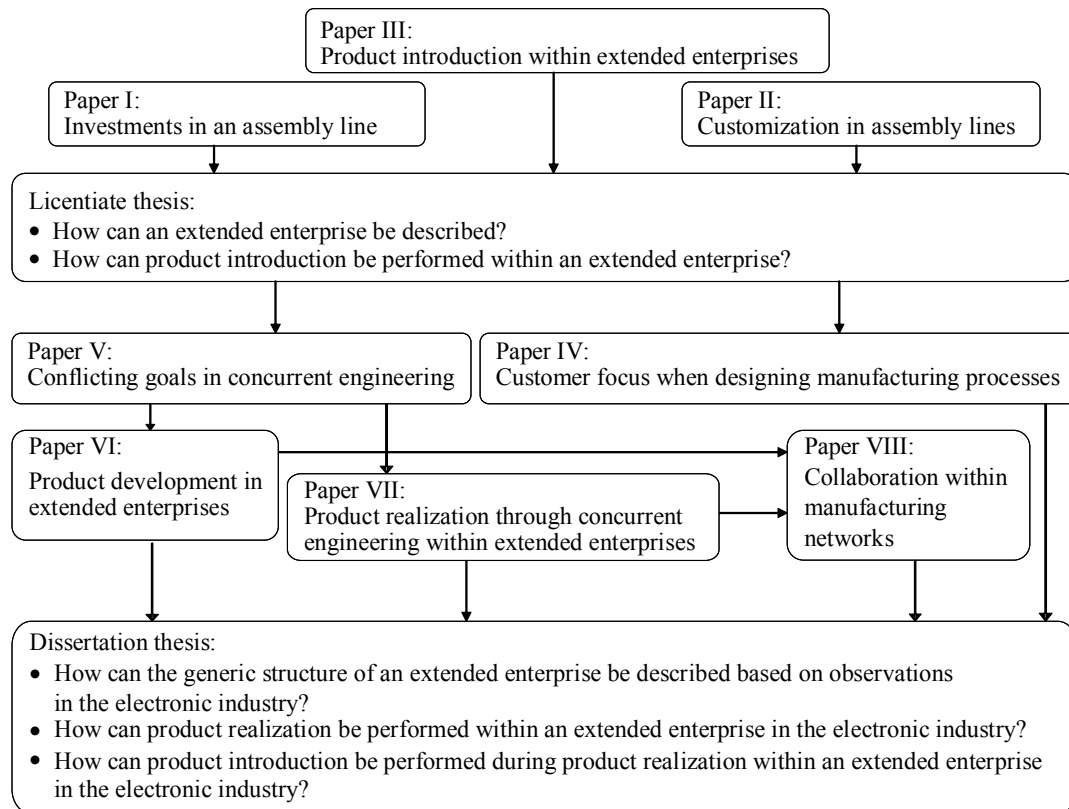 Paper III:
Product introduction within extended enterprises
Paper I:
Investments in an assembly line
Paper II:
Customization in assembly lines
Licentiate thesis:
• How can an extended enterprise be described?
• How can product introduction be performed within an extended enterprise?
Paper V:
Conflicting goals in concurrent engineering
Paper IV:
Customer focus when designing manufacturing processes
Paper VI:
Product development in
extended enterprises
Paper VII:
Product realization through concurrent
engineering within extended enterprises
Paper VIII:
Collaboration within
manufacturing
networks
Dissertation thesis:
• How can the generic structure of an extended enterprise be described based on observations
in the electronic industry?
• How can product realization be performed within an extended enterprise in the electronic industry?
• How can product introduction be performed during product realization within an extended enterprise
in the electronic industry?